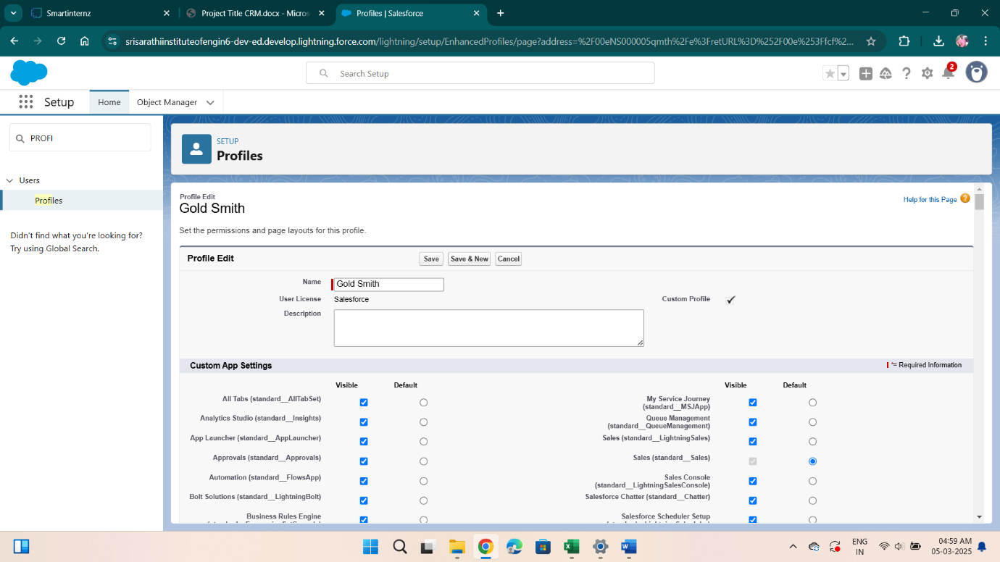 Smartinternz
Project Title CRM.docx - Micros
Profiles | Salesforce
srisarathiinstituteofengin6-dev-ed.develop.lightning.force.com/lightning/setup/EnhancedProfiles/page?address=%2F00eNS000005qmth%2Fe%3FretURL%3D%252F00e%253Ffcf%2...
Search Setup
2
Setup
Home
Object Manager
PROFI
Users
Profiles
Didn't find what you're looking for?
Try using Global Search.
SETUP
Profiles
Profile Edit
Gold Smith
Help for this Page
Set the permissions and page layouts for this profile.
Profile Edit
Save
Save & New
Cancel
Name
Gold Smith
User License
Salesforce
Custom Profile
Description
Custom App Settings
= Required Information
Visible
Default
Visible
Default
All Tabs (standard__AllTabSet)
My Service Journey
(standard__MSJApp)
Analytics Studio (standard__Insights)
Queue Management
(standard__QueueManagement)
App Launcher (standard__AppLauncher)
Sales (standard__LightningSales)
Approvals (standard__Approvals)
Sales (standard__Sales)
Automation (standard__FlowsApp)
Sales Console
(standard__LightningSalesConsole)
Bolt Solutions (standard__LightningBolt)
Salesforce Chatter (standard__Chatter)
Business Rules Engine
Salesforce Scheduler Setup
ENG
IN
04:59 AM
05-03-2025